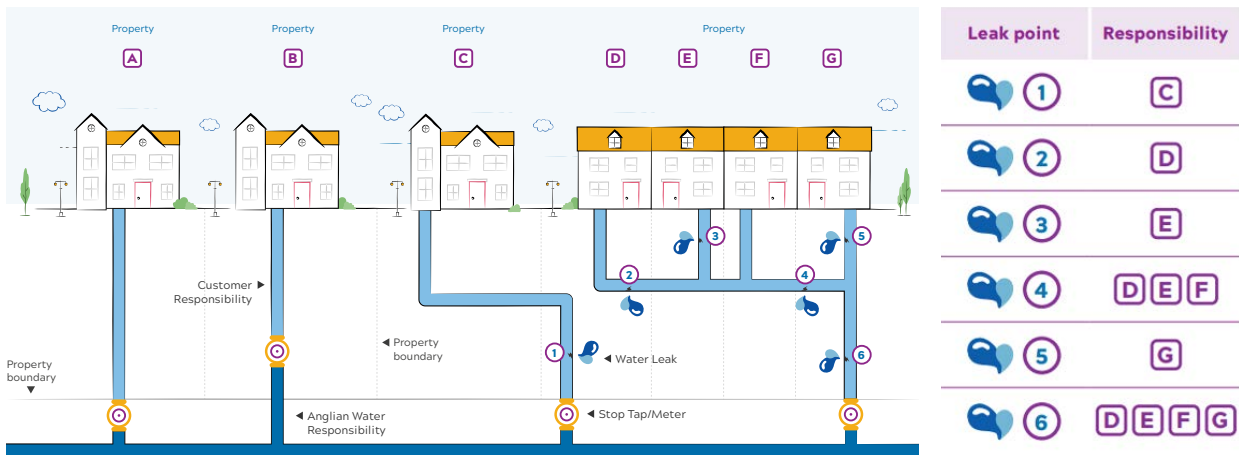 Property
Property
Property
Property
A
B
C
D
E
F
G
3
5
2
4
Customer
Responsibility
Property
boundary
1
Water Leak
6
Property
boundary
Anglian Water
Responsibility
Stop Tap/Meter
Leak point
Responsibility
1
C
2
D
3
E
4
D E F
5
G
6
D E F G